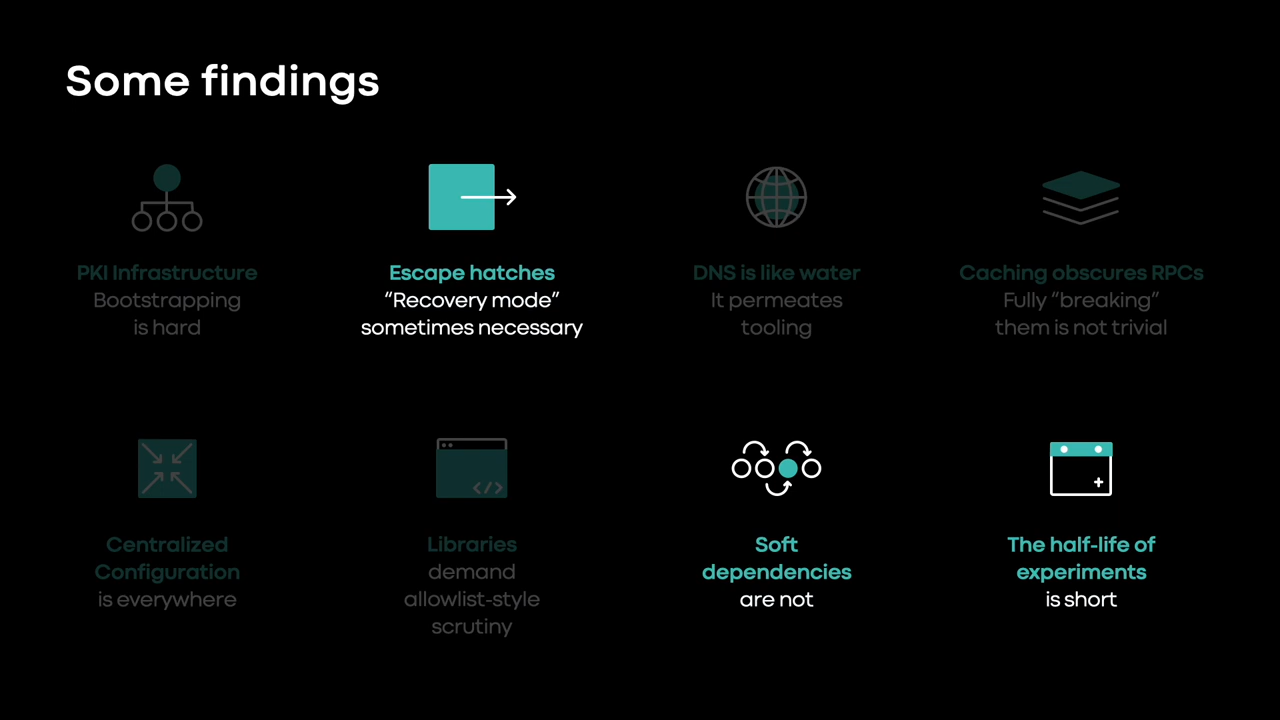 Some findings
PKI Infrastructure
Bootstrapping
is hard
Escape hatches
“Recovery mode”
sometimes necessary
DNS is like water
It permeates
tooling
Caching obscures RPCs
Fully “breaking”
them is not trivial
Centralized
Configuration
is everywhere
Libraries
demand
allowlist-style
scrutiny
Soft
dependencies
are not
The half-life of
experiments
is short